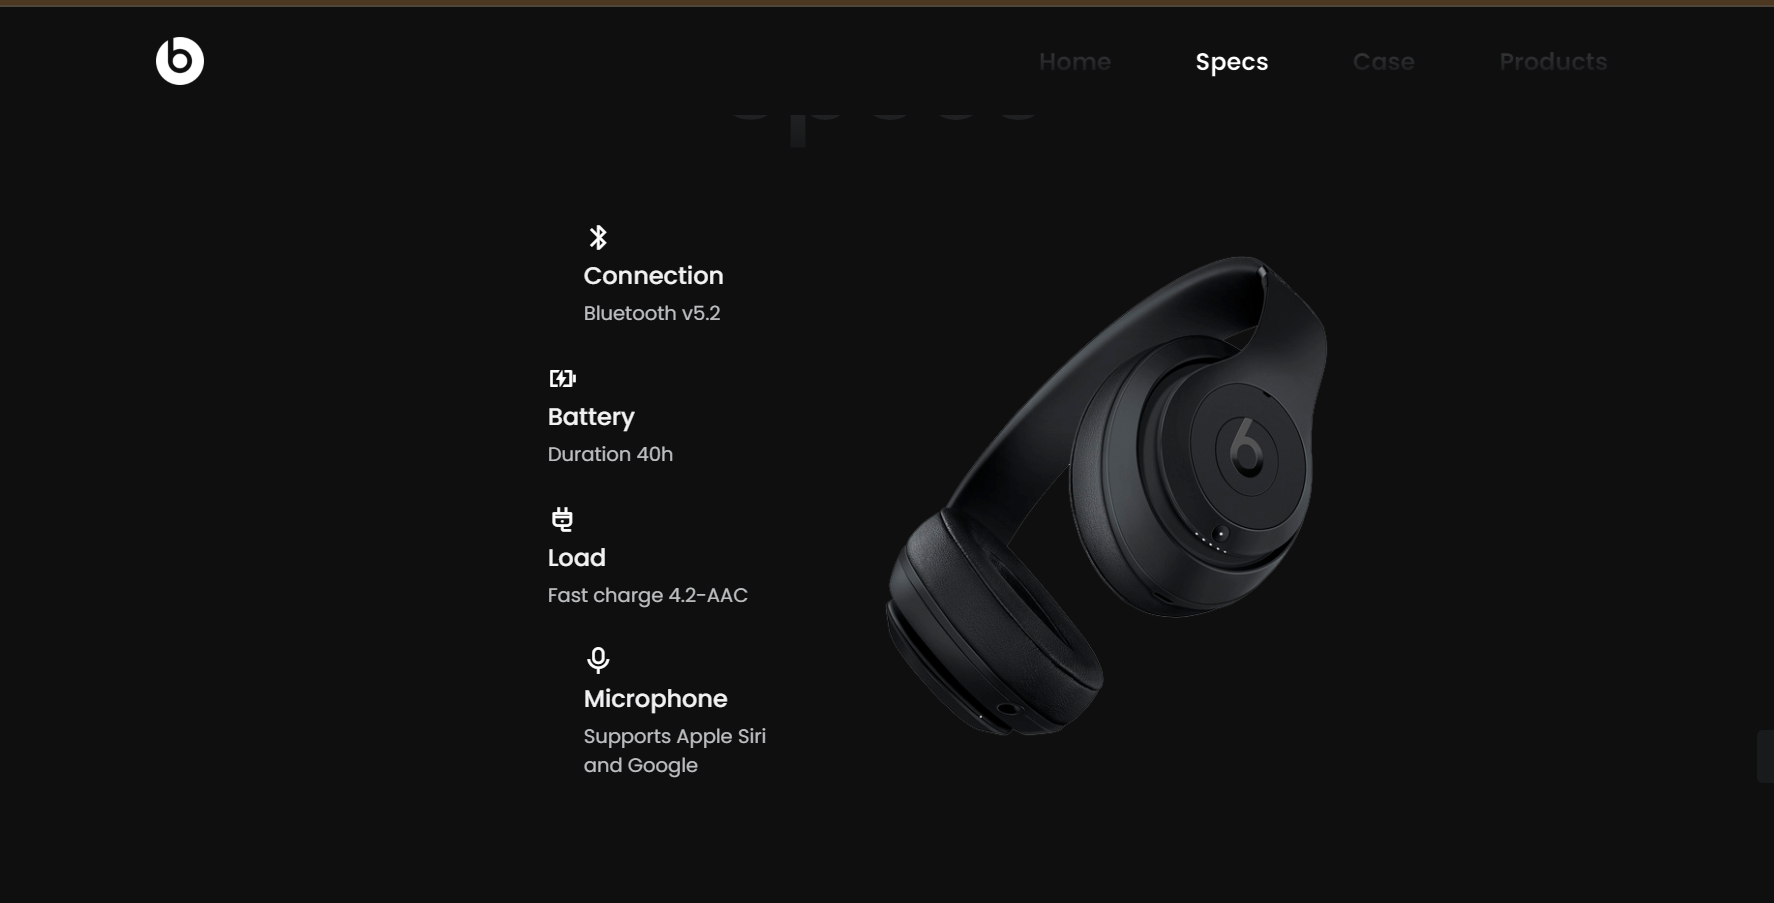 Home Specs Case Products
Connection
Bluetooth v5.2
Battery
Duration 40h
Load
Fast charge 4.2-AAC
Microphone
Supports Apple Siri
and Google